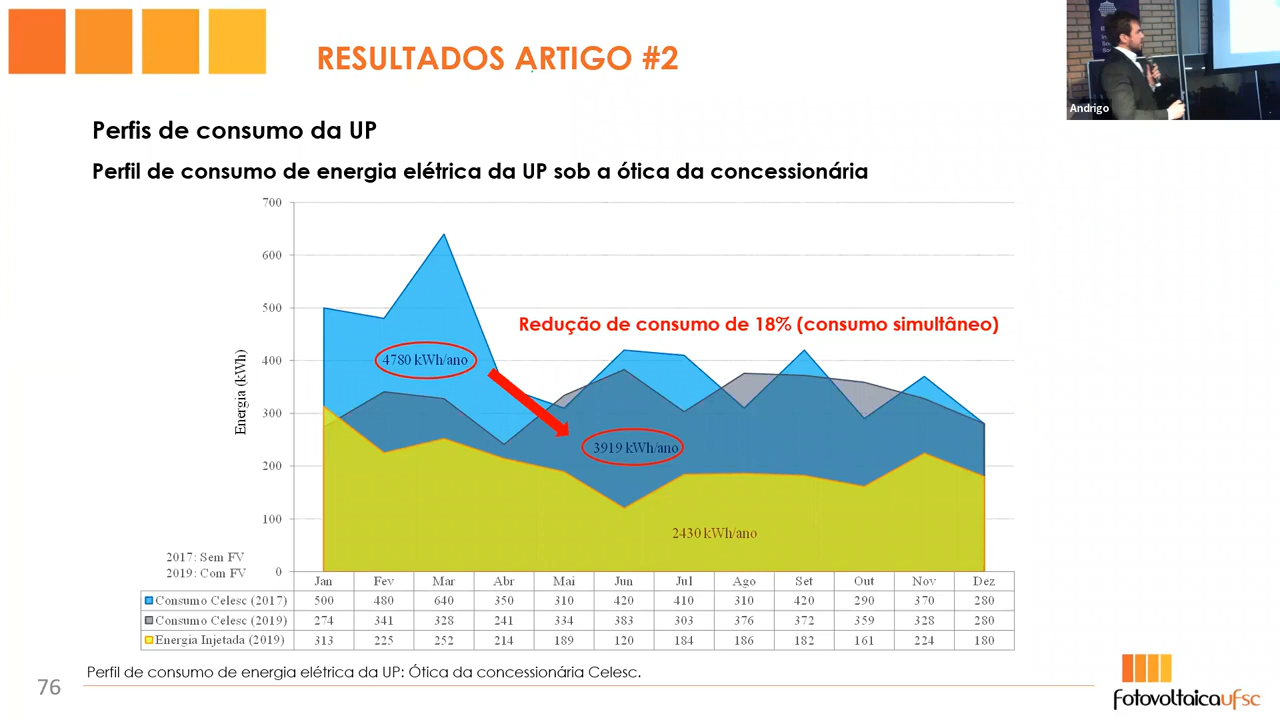 RESULTADOS ARTIGO #2
Andrigo
Perfis de consumo da UP
Perfil de consumo de energia elétrica da UP sob a ótica da concessionária
Energia (kWh)
700
600
500
400
300
200
100
0
Redução de consumo de 18% (consumo simultâneo)
4780 kWh/ano
3919 kWh/ano
2430 kWh/ano
2017: Sem FV
2019: Com FV
Jan Fev Mar Abr Mai Jun Jul Ago Set Out Nov Dez
Consumo Celesc (2017) 500 480 640 350 310 420 410 310 420 290 370 280
Consumo Celesc (2019) 274 341 328 241 334 383 303 376 372 359 328 280
Energia Injetada (2019) 313 225 252 214 189 120 184 186 182 161 224 180
Perfil de consumo de energia elétrica da UP: Ótica da concessionária Celesc.
76
fotovoltaicaufsc